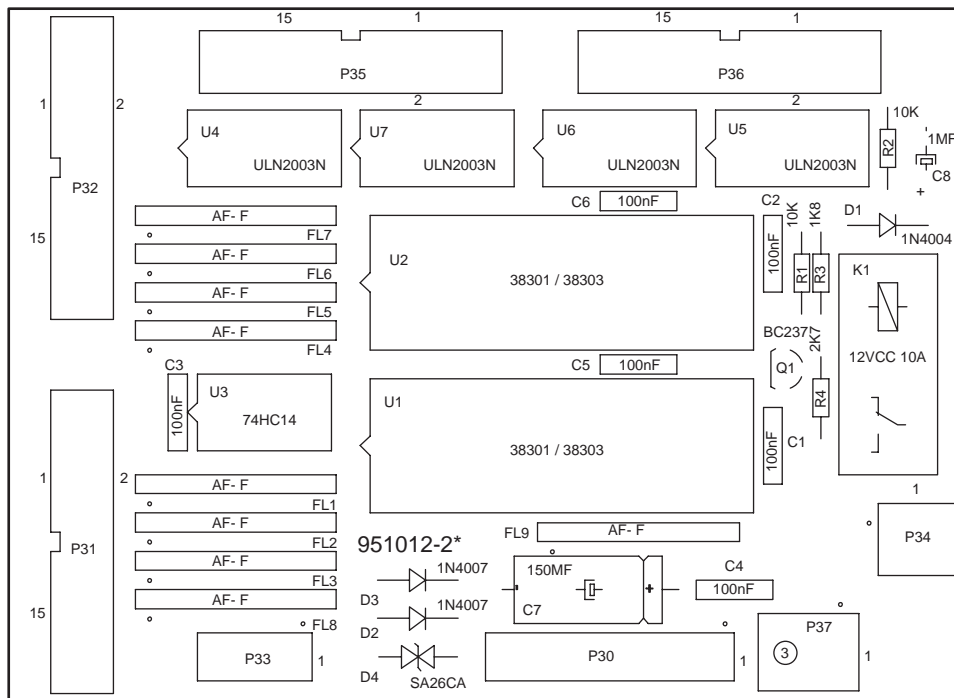 15
1
15
1
P35
P36
1
2
P32
15
2
2
U4
ULN2003N
U7
ULN2003N
U6
ULN2003N
U5
ULN2003N
10K
R2
1MF
C8
+
AF- F
FL7
AF- F
FL6
AF- F
FL5
AF- F
FL4
C6
100nF
C2
100nF
10K
R1
1K8
R3
D1
1N4004
U2
38301 / 38303
K1
12VCC 10A
C5
100nF
BC237
Q1
2K7
R4
C3
100nF
U3
74HC14
U1
38301 / 38303
100nF
C1
1
2
P31
15
AF- F
FL1
AF- F
FL2
AF- F
FL3
AF- F
FL8
FL9
AF- F
951012-2*
1N4007
D3
1N4007
D2
D4
SA26CA
150MF
C7
+
C4
100nF
1
P34
P33
1
P30
1
P37
3
1